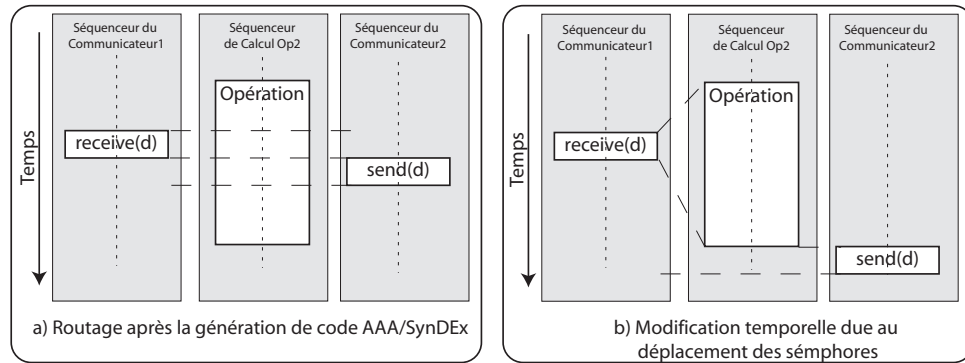 Séquenceur du
Communicateur1
Séquenceur
de Calcul Op2
Séquenceur du
Communicateur2
Temps
Opération
receive(d)
send(d)
a) Routage après la génération de code AAA/SynDEx
Séquenceur du
Communicateur1
Séquenceur
de Calcul Op2
Séquenceur du
Communicateur2
Temps
Opération
receive(d)
send(d)
b) Modification temporelle due au
déplacement des sémphores